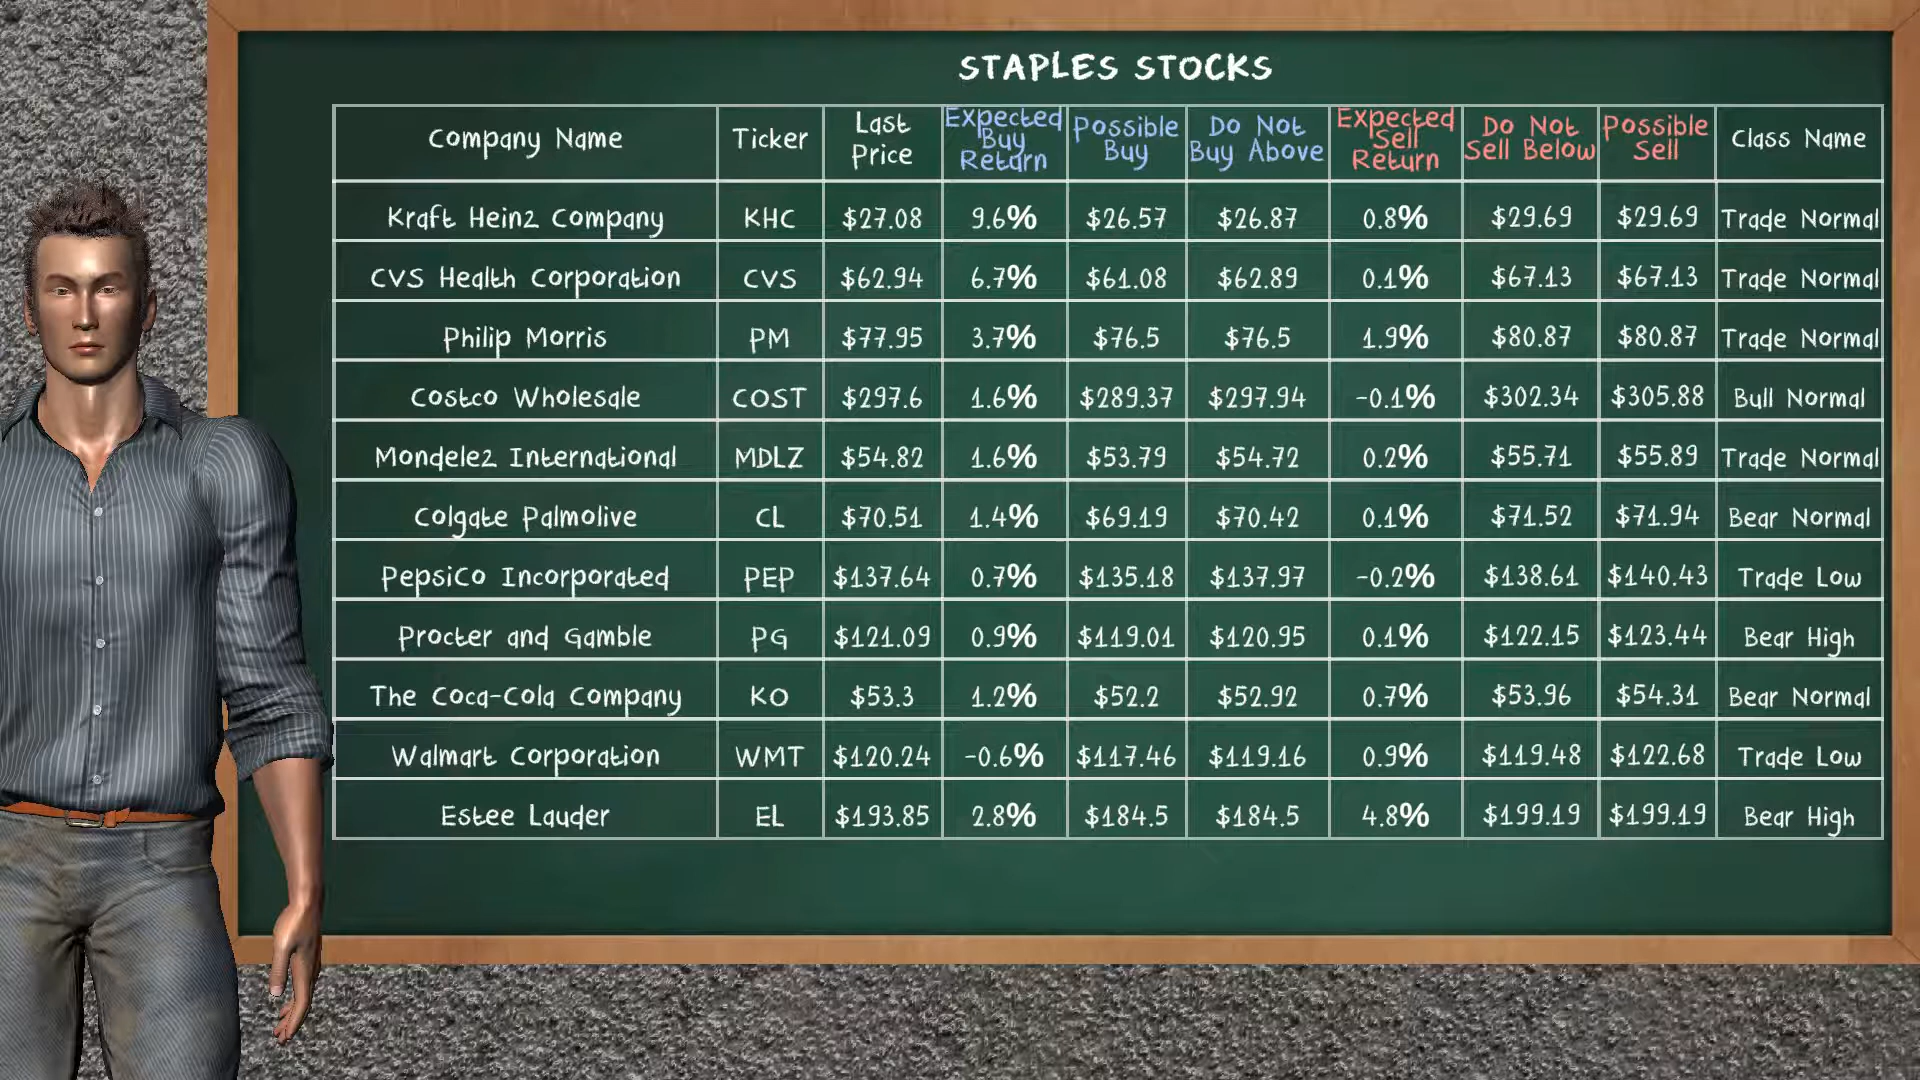 STAPLES STOCKS
Company Name Ticker Last Price Expected Buy Return Possible Buy Do Not Buy Above Expected Sell Return Do Not Sell Below Possible Sell Class Name
Kraft Heinz Company KHC $27.08 9.6% $26.57 $26.87 0.8% $29.69 $29.69 Trade Normal
CVS Health Corporation CVS $62.94 6.7% $61.08 $62.89 0.1% $67.13 $67.13 Trade Normal
Philip Morris PM $77.95 3.7% $76.5 $76.5 1.9% $80.87 $80.87 Trade Normal
Costco Wholesale COST $297.6 1.6% $289.37 $297.94 -0.1% $302.34 $305.88 Bull Normal
Mondelez International MDLZ $54.82 1.6% $53.79 $54.72 0.2% $55.71 $55.89 Trade Normal
Colgate Palmolive CL $70.51 1.4% $69.19 $70.42 0.1% $71.52 $71.94 Bear Normal
PepsiCo Incorporated PEP $137.64 0.7% $135.18 $137.97 -0.2% $138.61 $140.43 Trade Low
Procter and Gamble PG $121.09 0.9% $119.01 $120.95 0.1% $122.15 $123.44 Bear High
The Coca-Cola Company KO $53.3 1.2% $52.2 $52.92 0.7% $53.96 $54.31 Bear Normal
Walmart Corporation WMT $120.24 -0.6% $117.46 $119.16 0.9% $119.48 $122.68 Trade Low
Estee Lauder EL $193.85 2.8% $184.5 $184.5 4.8% $199.19 $199.19 Bear High